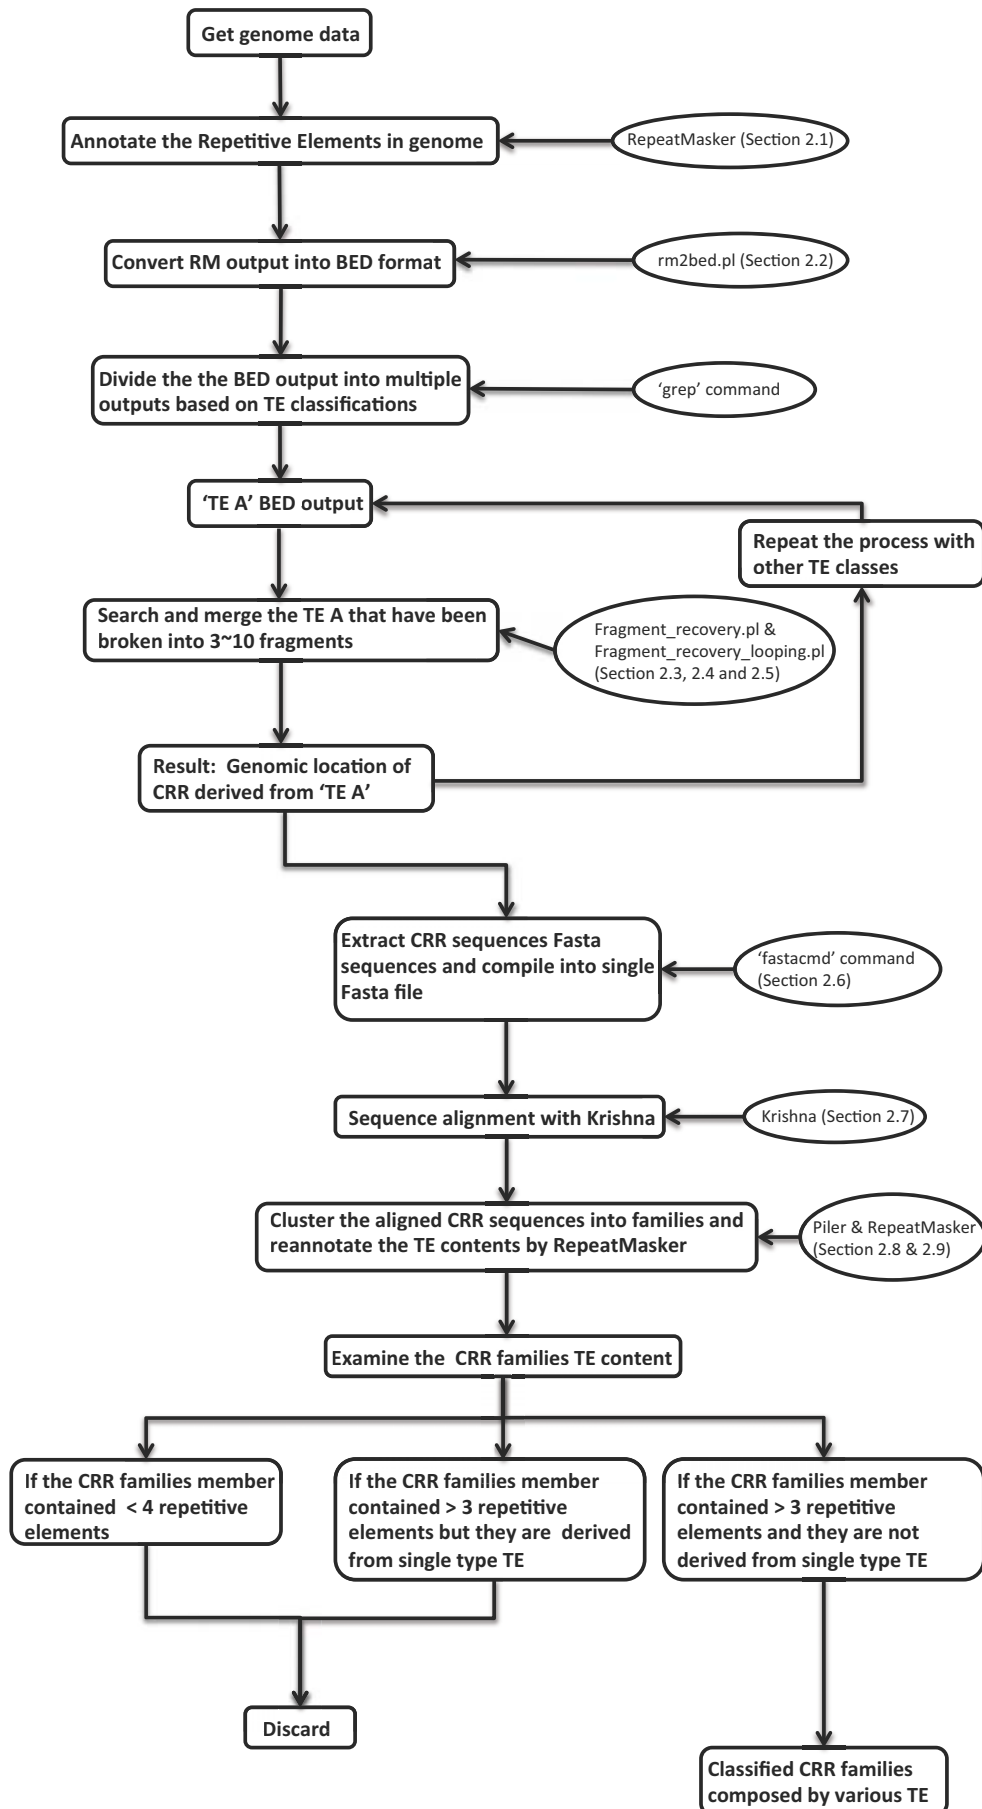 Get genome data
Annotate the Repetitive Elements in genome
RepeatMasker (Section 2.1)
Convert RM output into BED format
rm2bed.pl (Section 2.2)
Divide the the BED output into multiple
outputs based on TE classifications
‘grep’ command
‘TE A’ BED output
Repeat the process with
other TE classes
Search and merge the TE A that have been
broken into 3~10 fragments
Fragment_recovery.pl &
Fragment_recovery_looping.pl
(Section 2.3, 2.4 and 2.5)
Result: Genomic location of
CRR derived from ‘TE A’
Extract CRR sequences Fasta
sequences and compile into single
Fasta file
‘fastacmd’ command
(Section 2.6)
Sequence alignment with Krishna
Krishna (Section 2.7)
Cluster the aligned CRR sequences into families and
reannotate the TE contents by RepeatMasker
Piler & RepeatMasker
(Section 2.8 & 2.9)
Examine the CRR families TE content
If the CRR families member
contained < 4 repetitive
elements
If the CRR families member
contained > 3 repetitive
elements but they are derived
from single type TE
If the CRR families member
contained > 3 repetitive
elements and they are not
derived from single type TE
Discard
Classified CRR families
composed by various TE